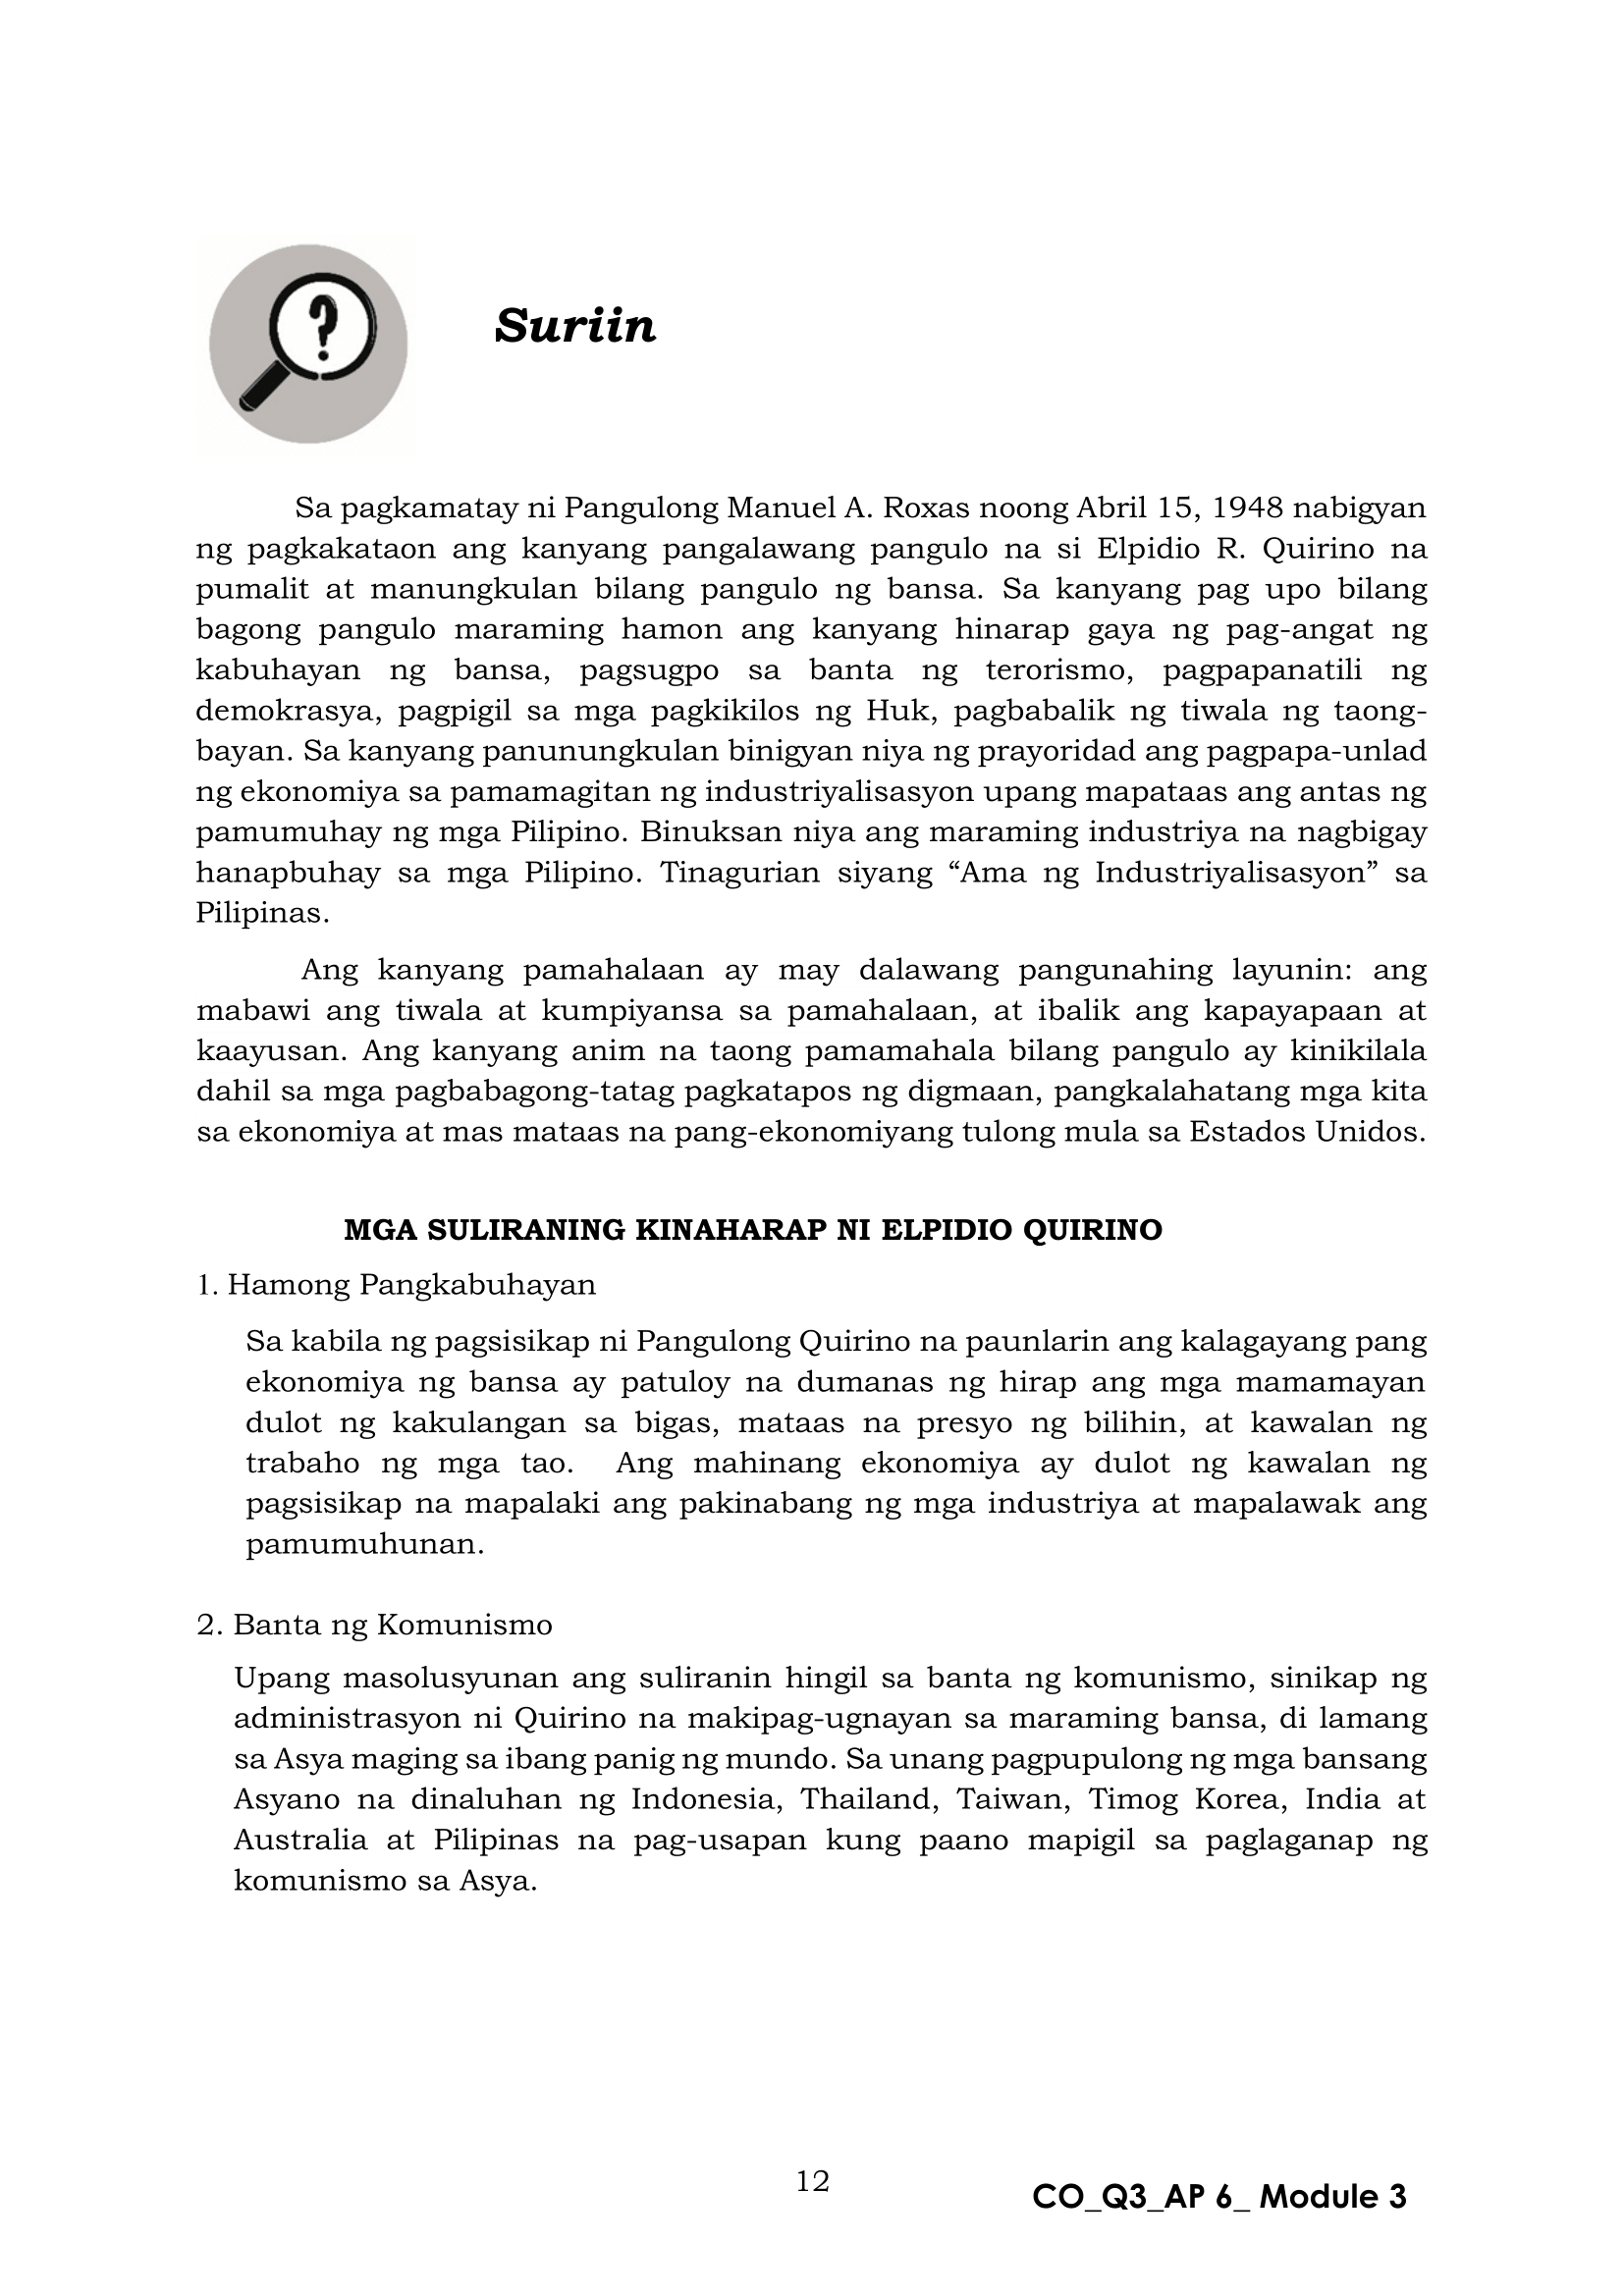 Suriin
Sa pagkamatay ni Pangulong Manuel A. Roxas noong Abril 15, 1948 nabigyan
ng pagkakataon ang kanyang pangalawang pangulo na si Elpidio R. Quirino na
pumalit at manungkulan bilang pangulo ng bansa. Sa kanyang pag upo bilang
bagong pangulo maraming hamon ang kanyang hinarap gaya ng pag-angat ng
kabuhayan ng bansa, pagsugpo sa banta ng terorismo, pagpapanatili ng
demokrasya, pagpigil sa mga pagkikilos ng Huk, pagbabalik ng tiwala ng taong-
bayan. Sa kanyang panunungkulan binigyan niya ng prayoridad ang pagpapa-unlad
ng ekonomiya sa pamamagitan ng industriyalisasyon upang mapataas ang antas ng
pamumuhay ng mga Pilipino. Binuksan niya ang maraming industriya na nagbigay
hanapbuhay sa mga Pilipino. Tinagurian siyang “Ama ng Industriyalisasyon” sa
Pilipinas.
Ang kanyang pamahalaan ay may dalawang pangunahing layunin: ang
mabawi ang tiwala at kumpiyansa sa pamahalaan, at ibalik ang kapayapaan at
kaayusan. Ang kanyang anim na taong pamamahala bilang pangulo ay kinikilala
dahil sa mga pagbabagong-tatag pagkatapos ng digmaan, pangkalahatang mga kita
sa ekonomiya at mas mataas na pang-ekonomiyang tulong mula sa Estados Unidos.
MGA SULIRANING KINAHARAP NI ELPIDIO QUIRINO
1. Hamong Pangkabuhayan
Sa kabila ng pagsisikap ni Pangulong Quirino na paunlarin ang kalagayang pang
ekonomiya ng bansa ay patuloy na dumanas ng hirap ang mga mamamayan
dulot ng kakulangan sa bigas, mataas na presyo ng bilihin, at kawalan ng
trabaho ng mga tao. Ang mahinang ekonomiya ay dulot ng kawalan ng
pagsisikap na mapalaki ang pakinabang ng mga industriya at mapalawak ang
pamumuhunan.
2. Banta ng Komunismo
Upang masolusyunan ang suliranin hingil sa banta ng komunismo, sinikap ng
administrasyon ni Quirino na makipag-ugnayan sa maraming bansa, di lamang
sa Asya maging sa ibang panig ng mundo. Sa unang pagpupulong ng mga bansang
Asyano na dinaluhan ng Indonesia, Thailand, Taiwan, Timog Korea, India at
Australia at Pilipinas na pag-usapan kung paano mapigil sa paglaganap ng
komunismo sa Asya.
12
CO_Q3_AP 6_ Module 3